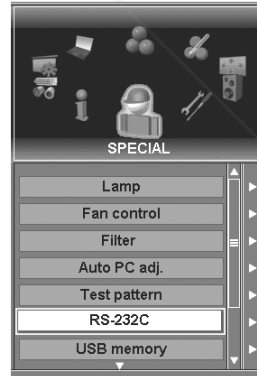 SPECIAL
Lamp
Fan control
Filter
Auto PC adj.
Test pattern
RS-232C
USB memory